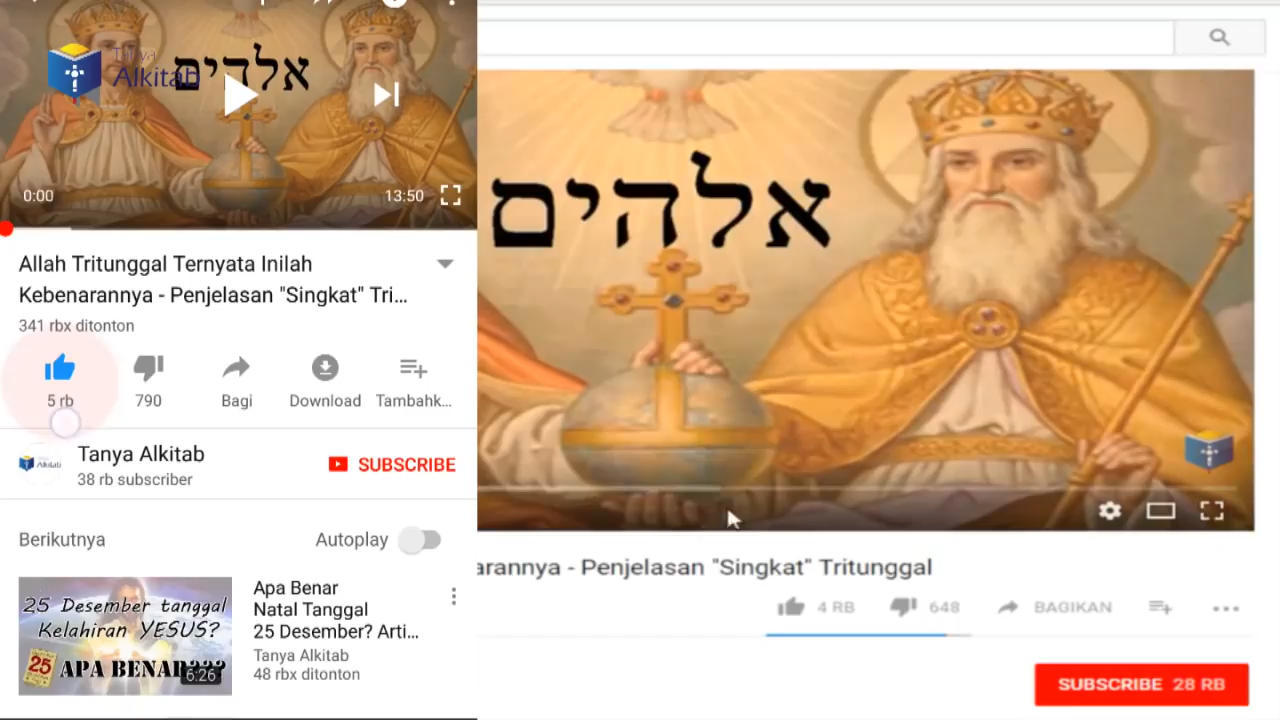 Tanya
Alkitab
אלהים
0:00
13:50
Allah Tritunggal Ternyata Inilah
Kebenarannya - Penjelasan "Singkat" Tri...
341 rbx ditonton
5 rb
790
Bagi
Download
Tambahk...
Tanya Alkitab
38 rb subscriber
SUBSCRIBE
Berikutnya
Autoplay
25 Desember tanggal
Kelahiran YESUS?
25
APA BENAR???
6:26
Apa Benar
Natal Tanggal
25 Desember? Arti...
Tanya Alkitab
48 rbx ditonton
אלהים
arannya - Penjelasan "Singkat" Tritunggal
4 RB
648
BAGIKAN
SUBSCRIBE 28 RB